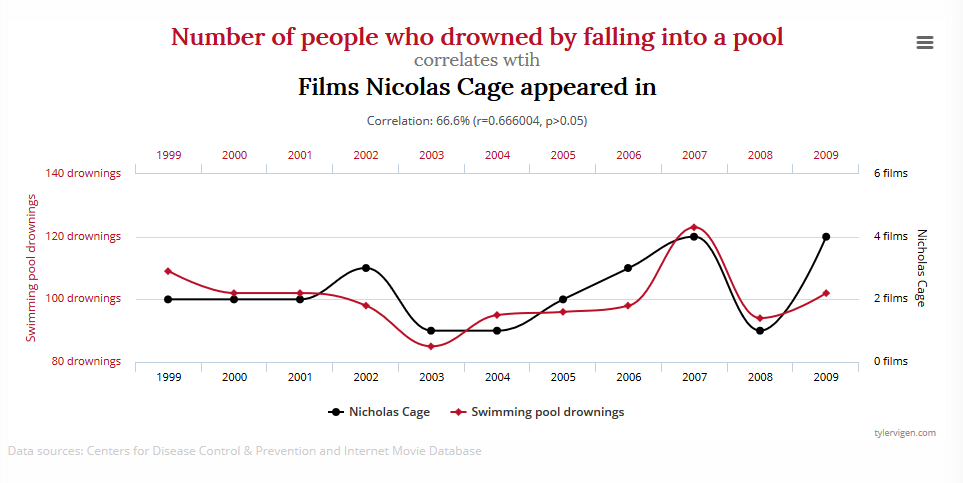 Number of people who drowned by falling into a pool
correlates wtih
Films Nicolas Cage appeared in
Correlation: 66.6% (r=0.666004, p>0.05)
1999 2000 2001 2002 2003 2004 2005 2006 2007 2008 2009
Swimming pool drownings
140 drownings
120 drownings
100 drownings
80 drownings
6 films
4 films
2 films
0 films
Nicholas Cage
1999 2000 2001 2002 2003 2004 2005 2006 2007 2008 2009
Nicholas Cage Swimming pool drownings
tylervigen.com
Data sources: Centers for Disease Control & Prevention and Internet Movie Database